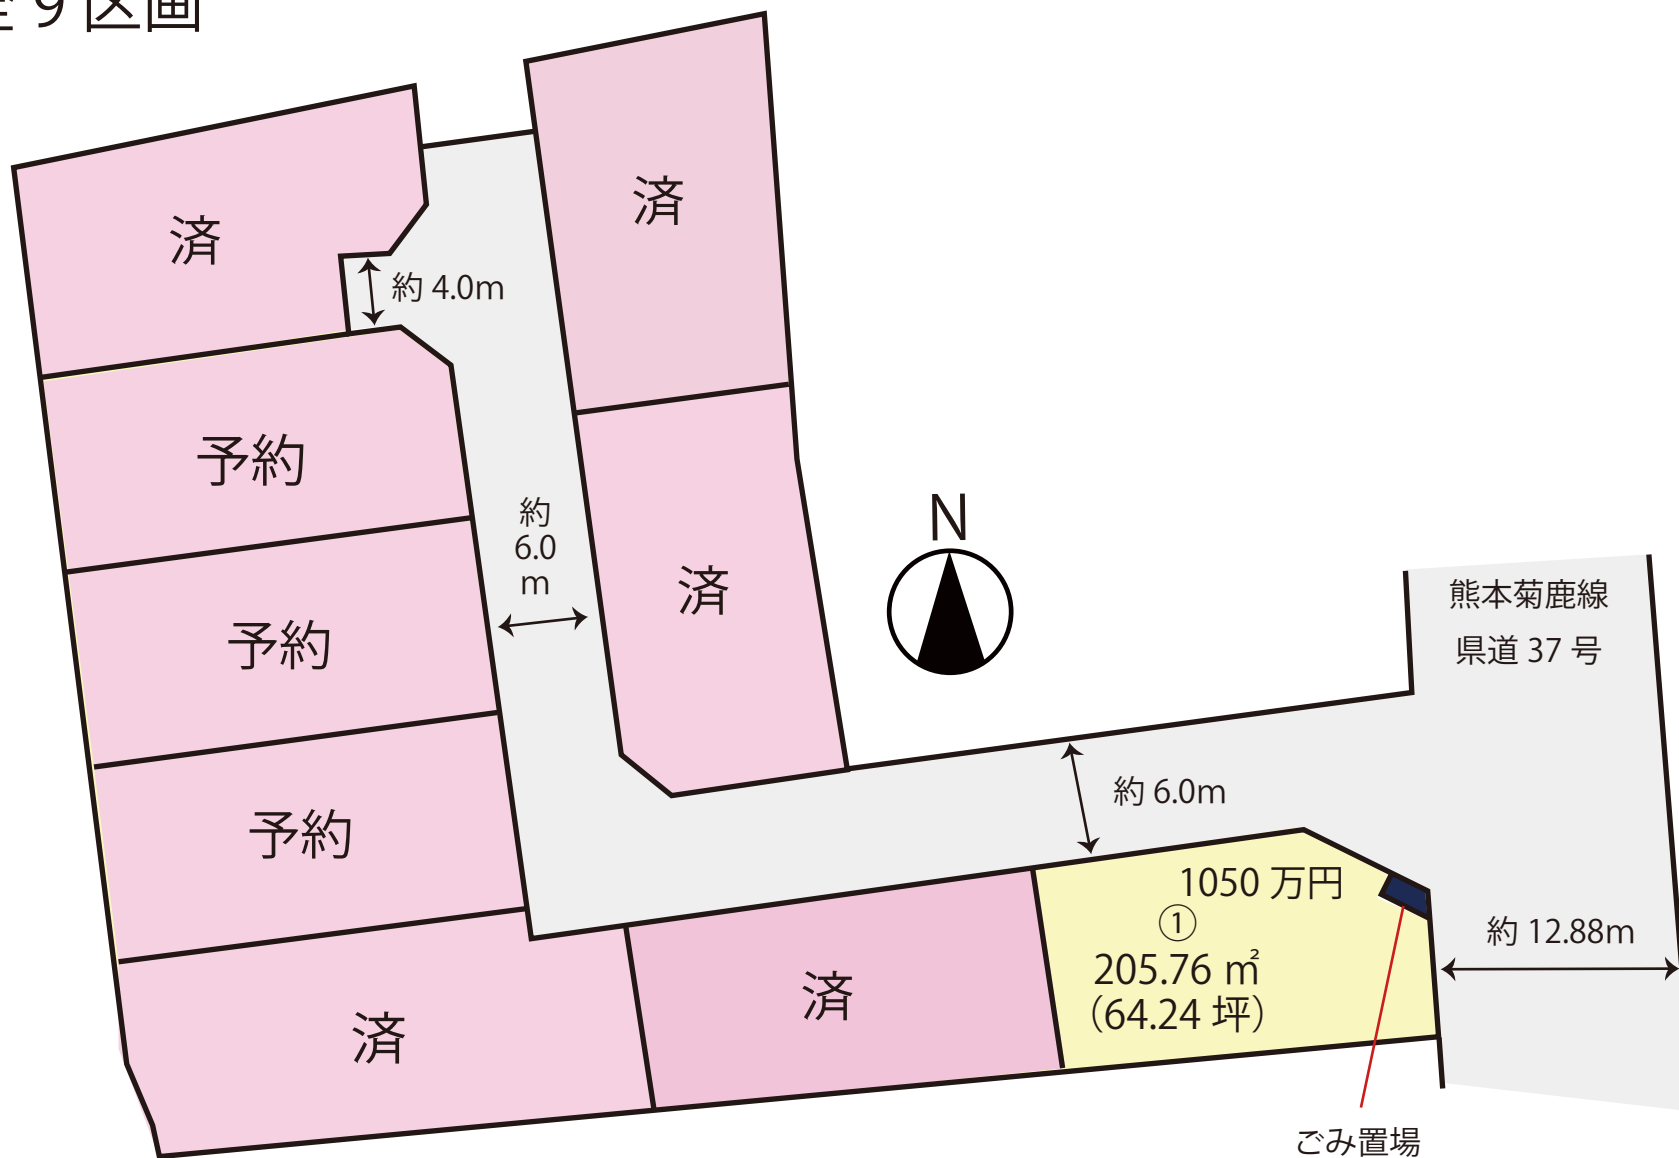 9区画
済
済
約 4.0m
予約
約
6.0
m
予約
済
N
熊本菊鹿線
県道 37 号
予約
約 6.0m
1050 万円
①
205.76 ㎡
（64.24 坪）
約 12.88m
済
済
ごみ置場